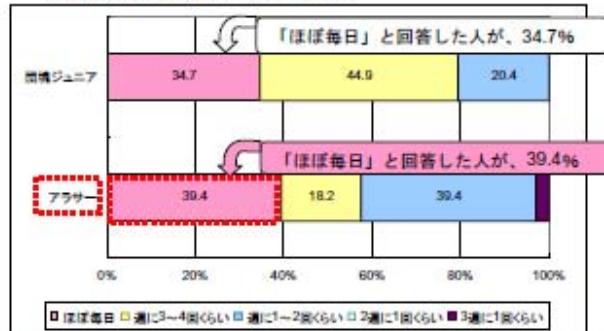 「ほぼ毎日」と回答した人が、34.7%
団塊ジュニア
34.7
44.9
20.4
「ほぼ毎日」と回答した人が、39.4%
アラサー
39.4
18.2
39.4
0%
20%
40%
60%
80%
100%
ほぼ毎日
週に3~4回くらい
週に1~2回くらい
2週に1回くらい
3週に1回くらい